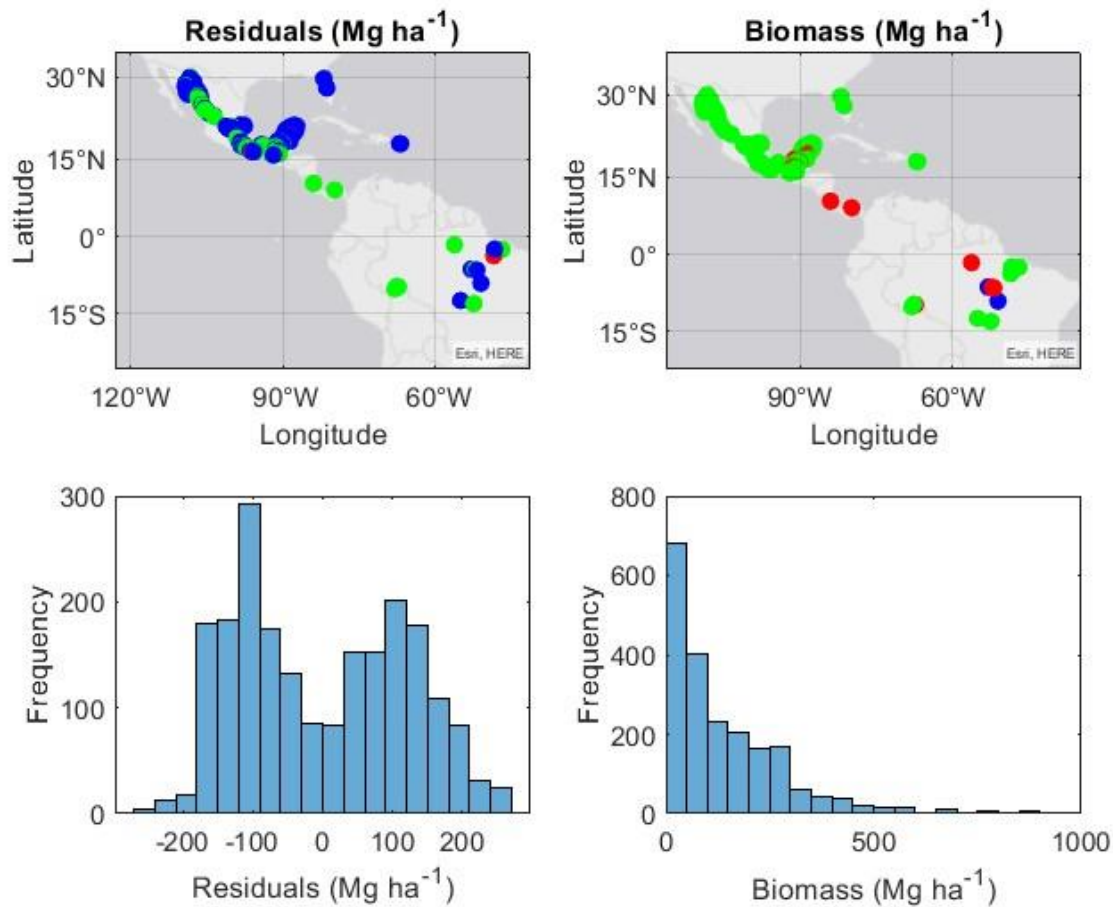 Residuals (Mg ha-1)
Biomass (Mg ha-1)
30°N
15°N
0°
15°S
Latitude
Esri, HERE
120°W 90°W 60°W
Longitude
30°N
15°N
0°
15°S
Latitude
Esri, HERE
90°W 60°W
Longitude
300
200
100
0
Frequency
-200 -100 0 100 200
Residuals (Mg ha-1)
800
600
400
200
0
Frequency
0 500 1000
Biomass (Mg ha-1)